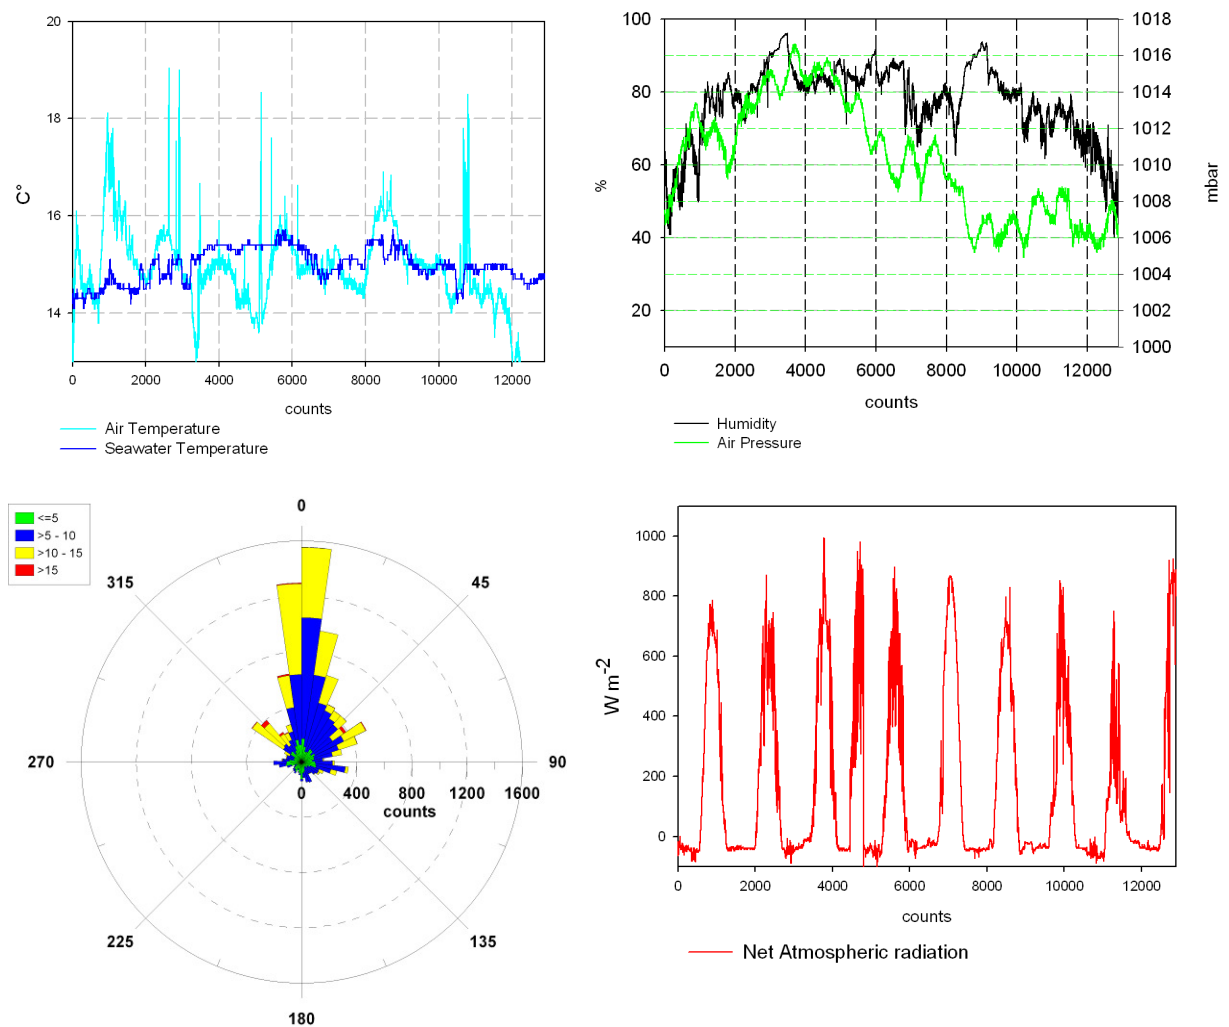 20
18
16
14
C°
0 2000 4000 6000 8000 10000 12000
counts
Air Temperature
Seawater Temperature
100
80
60
40
20
%
1018
1016
1014
1012
1010
1008
1006
1004
1002
1000
mbar
0 2000 4000 6000 8000 10000 12000
counts
Humidity
Air Pressure
<=5
>5 - 10
>10 - 15
>15
0
315
45
270
90
0 400 800 1200 1600
counts
225
135
180
1000
800
600
400
200
0
W m-2
0 2000 4000 6000 8000 10000 12000
counts
Net Atmospheric radiation